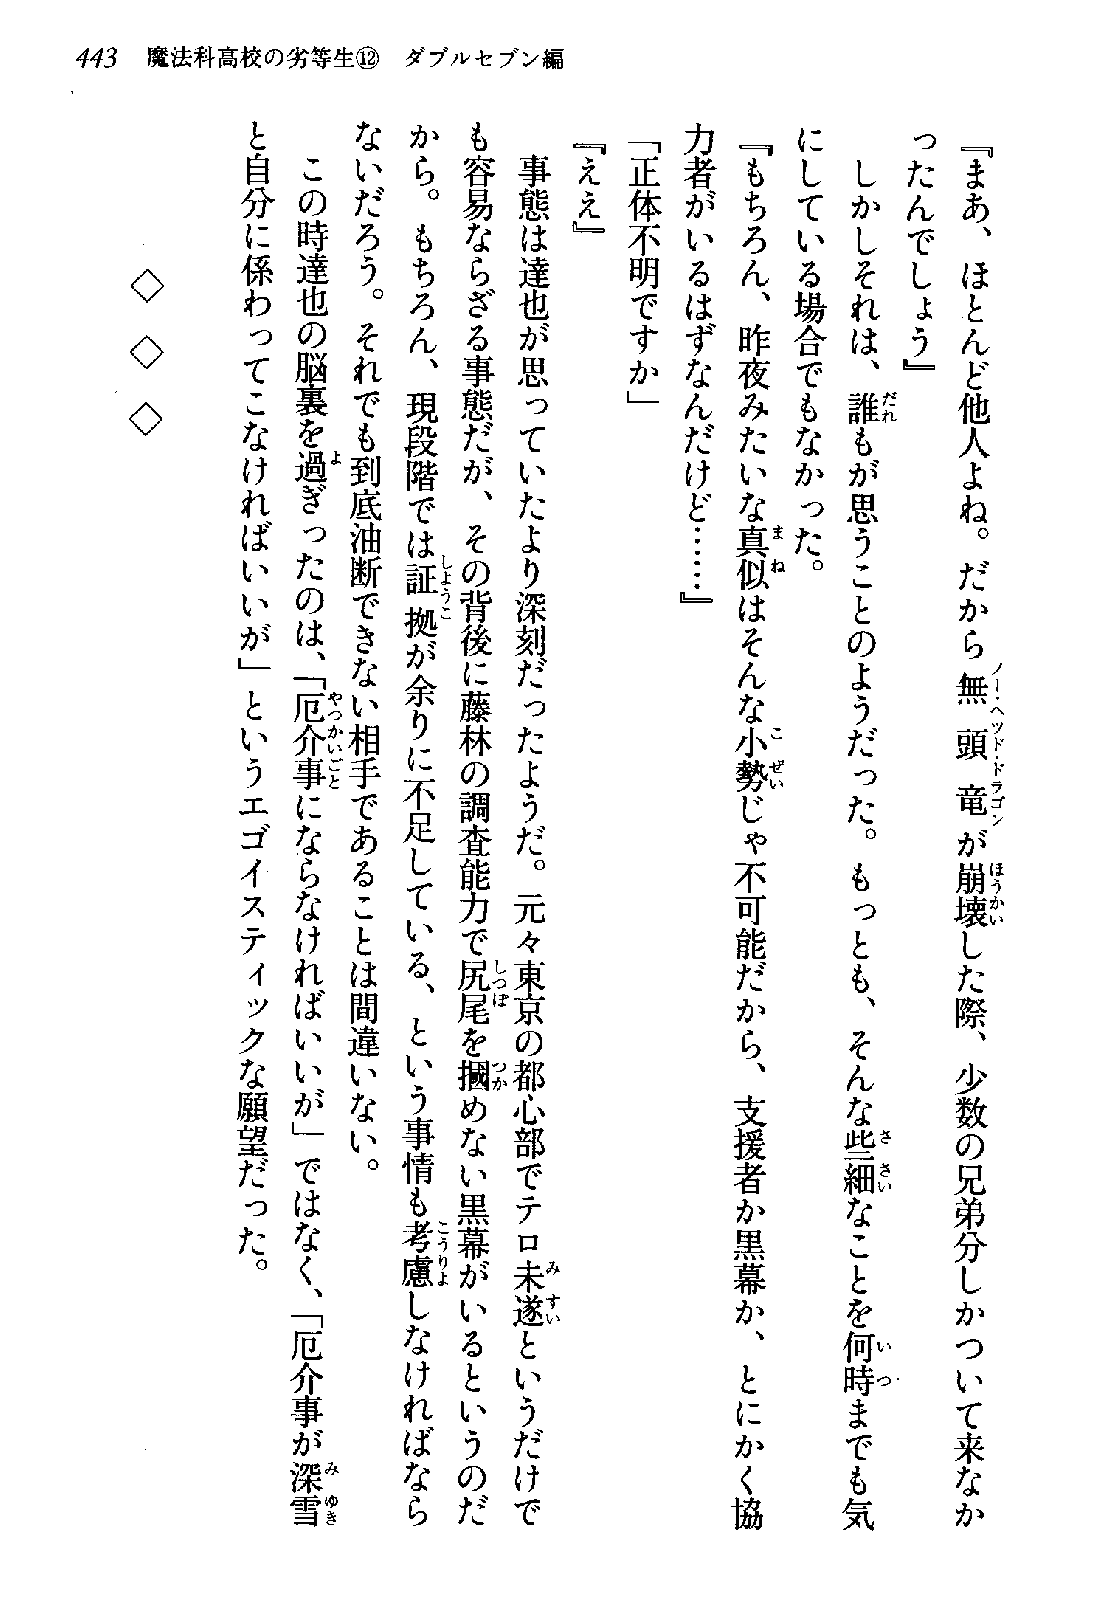 443 魔法科高校の劣等生⑫ ダブルセブン編
『まあ、ほとんど他人よね。だから無頭竜が崩壊した際、少数の兄弟分しかついて来なか
ったんでしょう』
しかしそれは、誰もが思うことのようだった。もっとも、そんな些細なことを何時までも気
にしている場合でもなかった。
『もちろん、昨夜みたいな真似はそんな小勢じゃ不可能だから、支援者か黒幕か、とにかく協
力者がいるはずなんだけど……』
「正体不明ですか」
『ええ』
事態は達也が思っていたより深刻だったようだ。元々東京の都心部でテロ未遂というだけで
も容易ならざる事態だが、その背後に藤林の調査能力で尻尾を摑めない黒幕がいるというのだ
から。もちろん、現段階では証拠が余りに不足している、という事情も考慮しなければなら
ないだろう。それでも到底油断できない相手であることは間違いない。
この時達也の脳裏を過ぎったのは、「厄介事にならなければいいが」ではなく、「厄介事が深雪
と自分に係わってこなければいいが」というエゴイスティックな願望だった。
◇ ◇ ◇